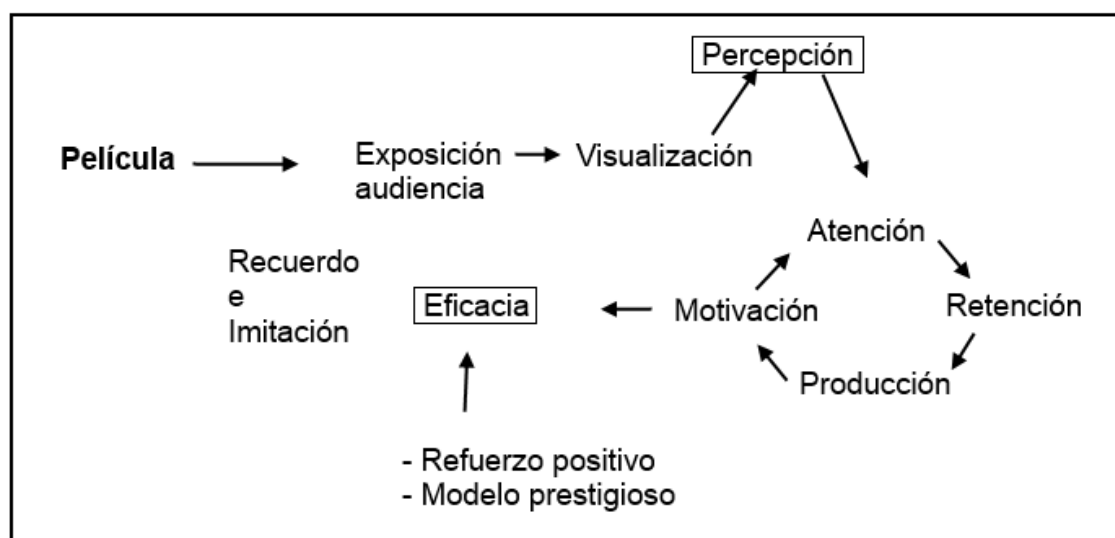 Percepción
Película
Exposición
audiencia
Visualización
Atención
Recuerdo
e
Imitación
Eficacia
Motivación
Retención
Producción
- Refuerzo positivo
- Modelo prestigioso